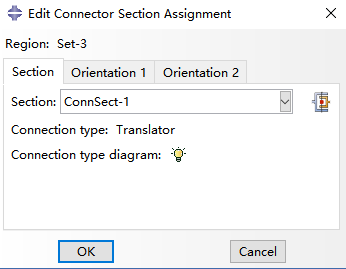 Edit Connector Section Assignment
Region: Set-3
Section Orientation 1 Orientation 2
Section: ConnSect-1
Connection type: Translator
Connection type diagram:
OK Cancel